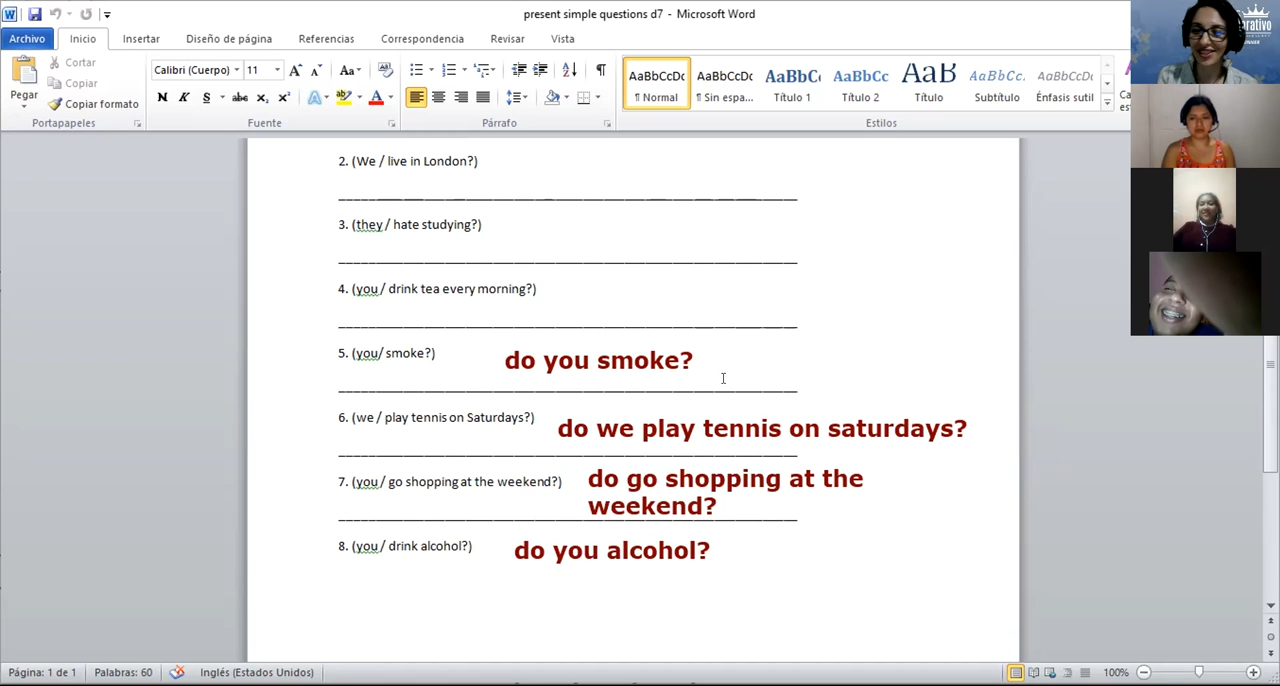 present simple questions d7 - Microsoft Word
Archivo Inicio Insertar Diseño de página Referencias Correspondencia Revisar Vista
Pegar
Cortar
Copiar
Copiar formato
Portapapeles
Calibri (Cuerpo) 11
N K S abc x₂ x² A
Fuente
Párrafo
AaBbCcDc AaBbCcDc AaBbC AaBbCc AaB AaBbCc. AaBbCcDc
¶ Normal ¶ Sin espa... Título 1 Título 2 Título Subtítulo Énfasis sutil
Estilos
2. (We / live in London?)
3. (they / hate studying?)
4. (you / drink tea every morning?)
5. (you/ smoke?) do you smoke?
6. (we / play tennis on Saturdays?) do we play tennis on saturdays?
7. (you / go shopping at the weekend?) do go shopping at the
weekend?
8. (you / drink alcohol?) do you alcohol?
Página: 1 de 1 Palabras: 60 Inglés (Estados Unidos) 100%